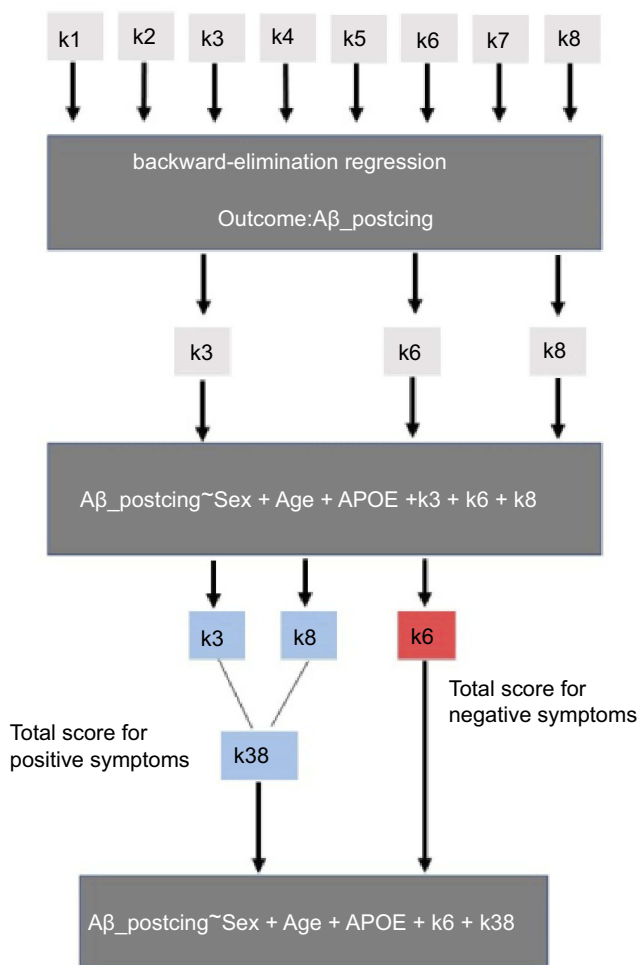 k1 k2 k3 k4 k5 k6 k7 k8
backward-elimination regression
Outcome:Aβ_postcing
k3 k6 k8
Aβ_postcing~Sex + Age + APOE +k3 + k6 + k8
k3 k8 k6
Total score for
negative symptoms
Total score for
positive symptoms
k38
Aβ_postcing~Sex + Age + APOE + k6 + k38